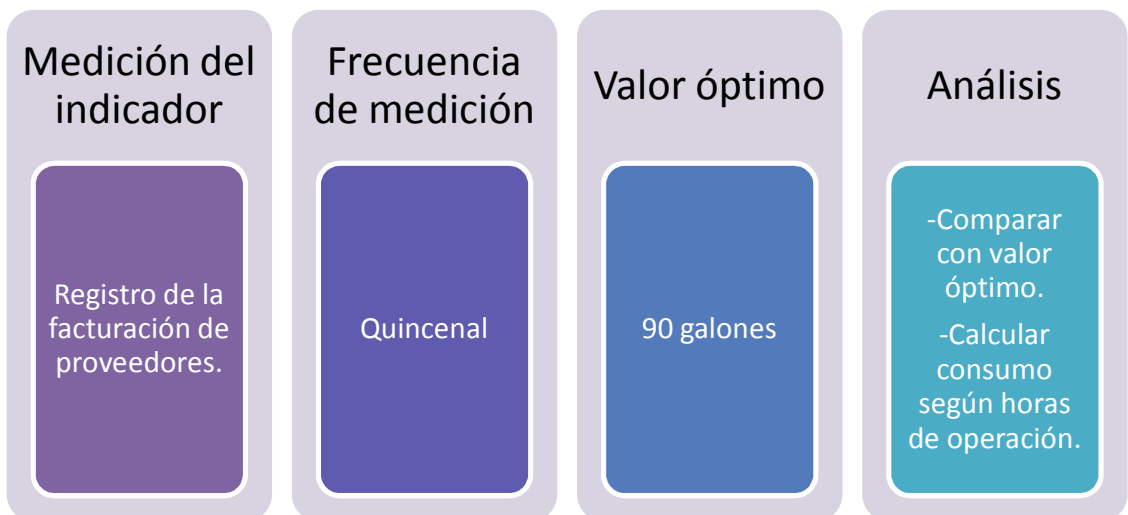 Medición del
indicador
Registro de la
facturación de
proveedores.
Frecuencia
de medición
Quincenal
Valor óptimo
90 galones
Análisis
-Comparar
con valor
óptimo.
-Calcular
consumo
según horas
de operación.